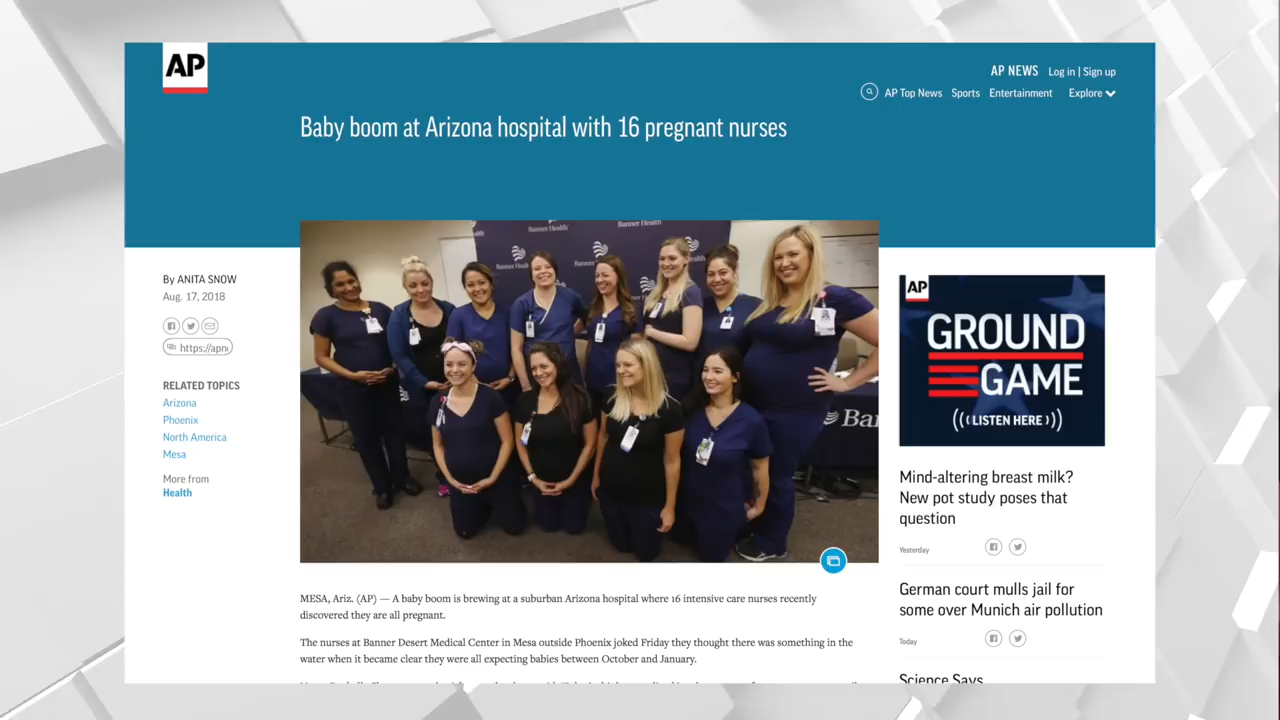 AP
AP NEWS Log in | Sign up
AP Top News Sports Entertainment Explore
Baby boom at Arizona hospital with 16 pregnant nurses
By ANITA SNOW
Aug. 17, 2018
https://apn
RELATED TOPICS
Arizona
Phoenix
North America
Mesa
More from
Health
Banner Health
Banner Health
Banner Health
Ban
MESA, Ariz. (AP) — A baby boom is brewing at a suburban Arizona hospital where 16 intensive care nurses recently
discovered they are all pregnant.
The nurses at Banner Desert Medical Center in Mesa outside Phoenix joked Friday they thought there was something in the
water when it became clear they were all expecting babies between October and January.
AP
GROUND
GAME
LISTEN HERE
Mind-altering breast milk?
New pot study poses that
question
Yesterday
German court mulls jail for
some over Munich air pollution
Today
Science Says